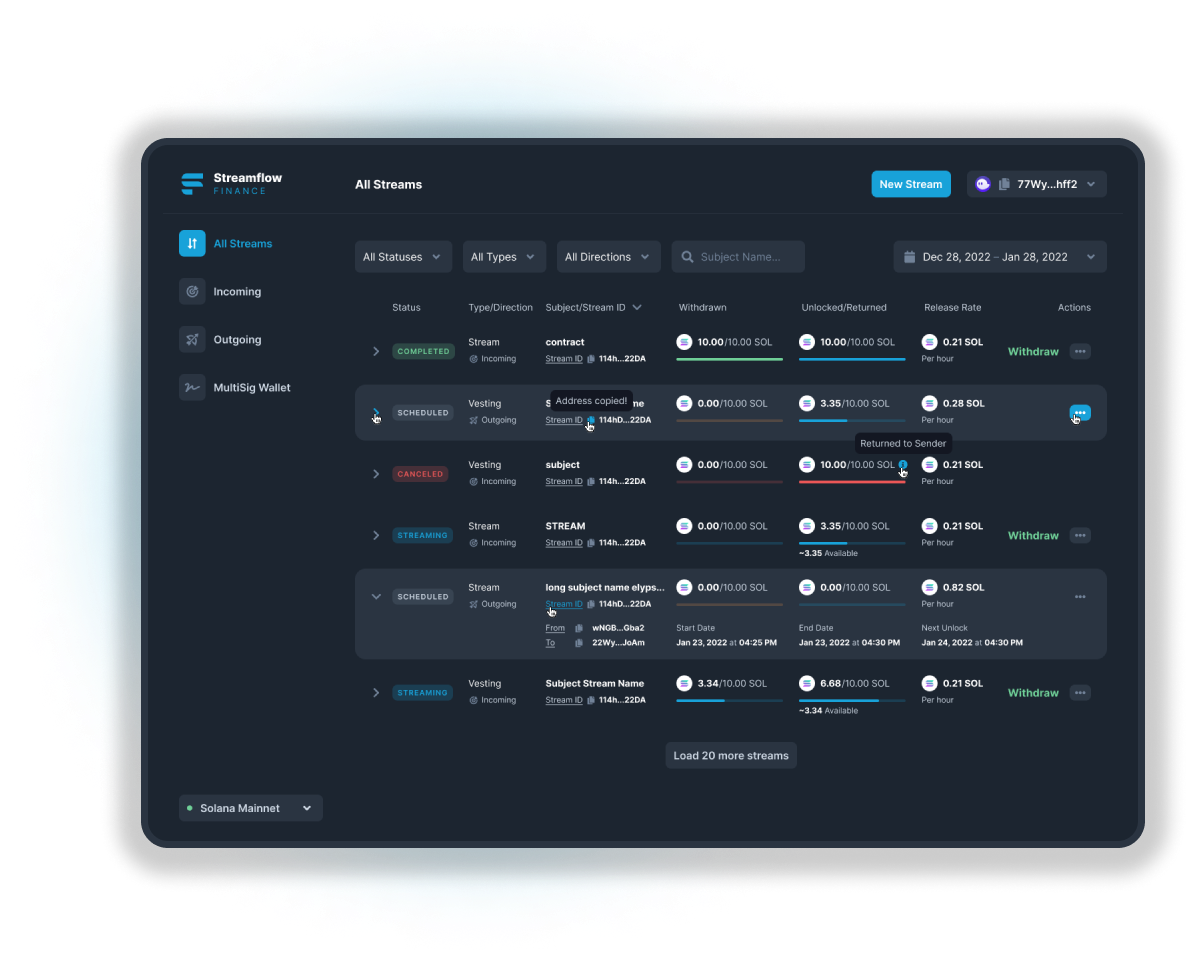 Streamflow
FINANCE
All Streams
New Stream
77Wy...hff2
All Streams
Incoming
Outgoing
MultiSig Wallet
All Statuses
All Types
All Directions
Subject Name...
Dec 28, 2022 – Jan 28, 2022
Status Type/Direction Subject/Stream ID Withdrawn Unlocked/Returned Release Rate Actions
COMPLETED
Stream
Incoming
contract
Stream ID 114h...22DA
10.00/10.00 SOL
10.00/10.00 SOL
0.21 SOL
Per hour
Withdraw
SCHEDULED
Vesting
Outgoing
Address copied!
Stream ID 114hD...22DA
0.00/10.00 SOL
3.35/10.00 SOL
0.28 SOL
Per hour
Returned to Sender
CANCELED
Vesting
Incoming
subject
Stream ID 114h...22DA
0.00/10.00 SOL
10.00/10.00 SOL
0.21 SOL
Per hour
STREAMING
Stream
Incoming
STREAM
Stream ID 114h...22DA
0.00/10.00 SOL
3.35/10.00 SOL
~3.35 Available
0.21 SOL
Per hour
Withdraw
SCHEDULED
Stream
Outgoing
long subject name elyps...
Stream ID 114hD...22DA
0.00/10.00 SOL
0.00/10.00 SOL
0.82 SOL
Per hour
From wNGB...Gba2
To 22Wy...JoAm
Start Date
Jan 23, 2022 at 04:25 PM
End Date
Jan 23, 2022 at 04:30 PM
Next Unlock
Jan 24, 2022 at 04:30 PM
STREAMING
Vesting
Incoming
Subject Stream Name
Stream ID 114h...22DA
3.34/10.00 SOL
6.68/10.00 SOL
~3.34 Available
0.21 SOL
Per hour
Withdraw
Load 20 more streams
Solana Mainnet